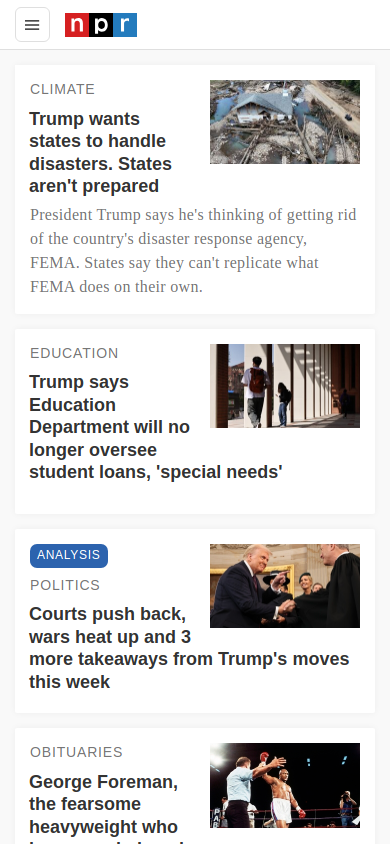 npr
CLIMATE
Trump wants
states to handle
disasters. States
aren't prepared
President Trump says he's thinking of getting rid
of the country's disaster response agency,
FEMA. States say they can't replicate what
FEMA does on their own.
EDUCATION
Trump says
Education
Department will no
longer oversee
student loans, 'special needs'
ANALYSIS
POLITICS
Courts push back,
wars heat up and 3
more takeaways from Trump's moves
this week
OBITUARIES
George Foreman,
the fearsome
heavyweight who